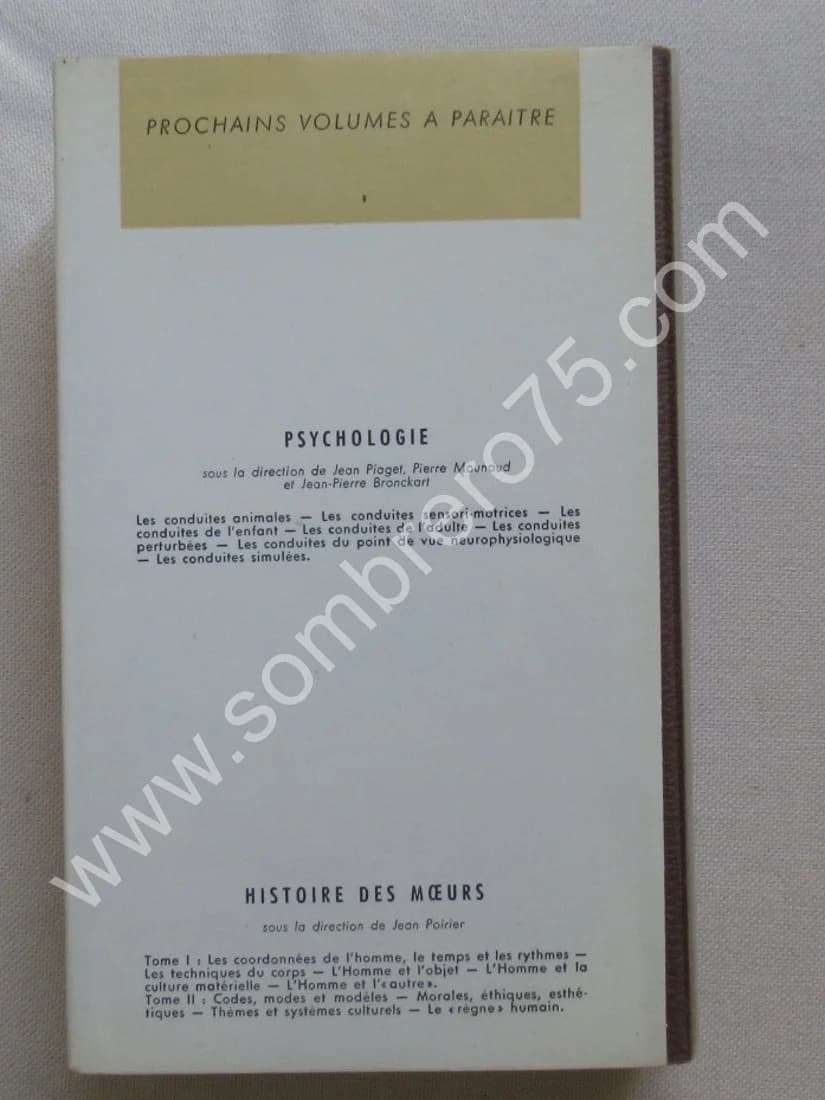 PROCHAINS VOLUMES A PARAITRE
PSYCHOLOGIE
sous la direction de Jean Piaget, Pierre Mounoud
et Jean-Pierre Bronckart
Les conduites animales — Les conduites sensori-motrices — Les
conduites de l'enfant — Les conduites de l'adulte — Les conduites
perturbées — Les conduites du point de vue neurophysiologique
— Les conduites simulées.
HISTOIRE DES MŒURS
sous la direction de Jean Poirier
Tome I : Les coordonnées de l'homme, le temps et les rythmes —
Les techniques du corps — L'Homme et l'objet — L'Homme et la
culture matérielle — L'Homme et l'«autre».
Tome II : Codes, modes et modèles — Morales, éthiques, esthé-
tiques — Thèmes et systèmes culturels — Le «règne» humain.
www.sombrero75.com